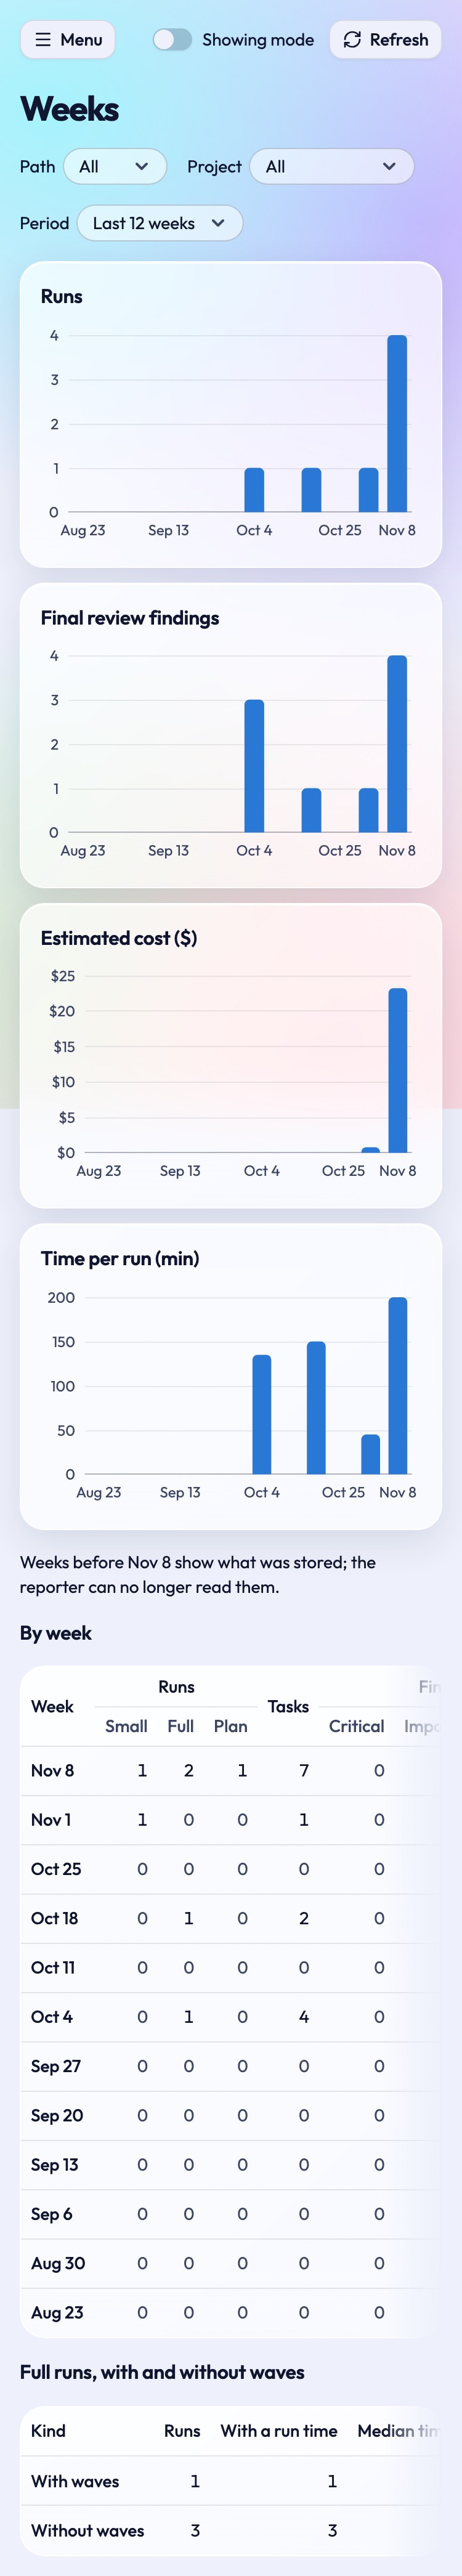 Menu Showing mode Refresh
Weeks
Path All Project All
Period Last 12 weeks
Runs
4
3
2
1
0
Aug 23 Sep 13 Oct 4 Oct 25 Nov 8
Final review findings
4
3
2
1
0
Aug 23 Sep 13 Oct 4 Oct 25 Nov 8
Estimated cost ($)
$25
$20
$15
$10
$5
$0
Aug 23 Sep 13 Oct 4 Oct 25 Nov 8
Time per run (min)
200
150
100
50
0
Aug 23 Sep 13 Oct 4 Oct 25 Nov 8
Weeks before Nov 8 show what was stored; the
reporter can no longer read them.
By week
Runs
Week Tasks
Small Full Plan Critical
Nov 8 1 2 1 7 0
Nov 1 1 0 0 1 0
Oct 25 0 0 0 0 0
Oct 18 0 1 0 2 0
Oct 11 0 0 0 0 0
Oct 4 0 1 0 4 0
Sep 27 0 0 0 0 0
Sep 20 0 0 0 0 0
Sep 13 0 0 0 0 0
Sep 6 0 0 0 0 0
Aug 30 0 0 0 0 0
Aug 23 0 0 0 0 0
Full runs, with and without waves
Kind Runs With a run time Median
With waves 1 1
Without waves 3 3